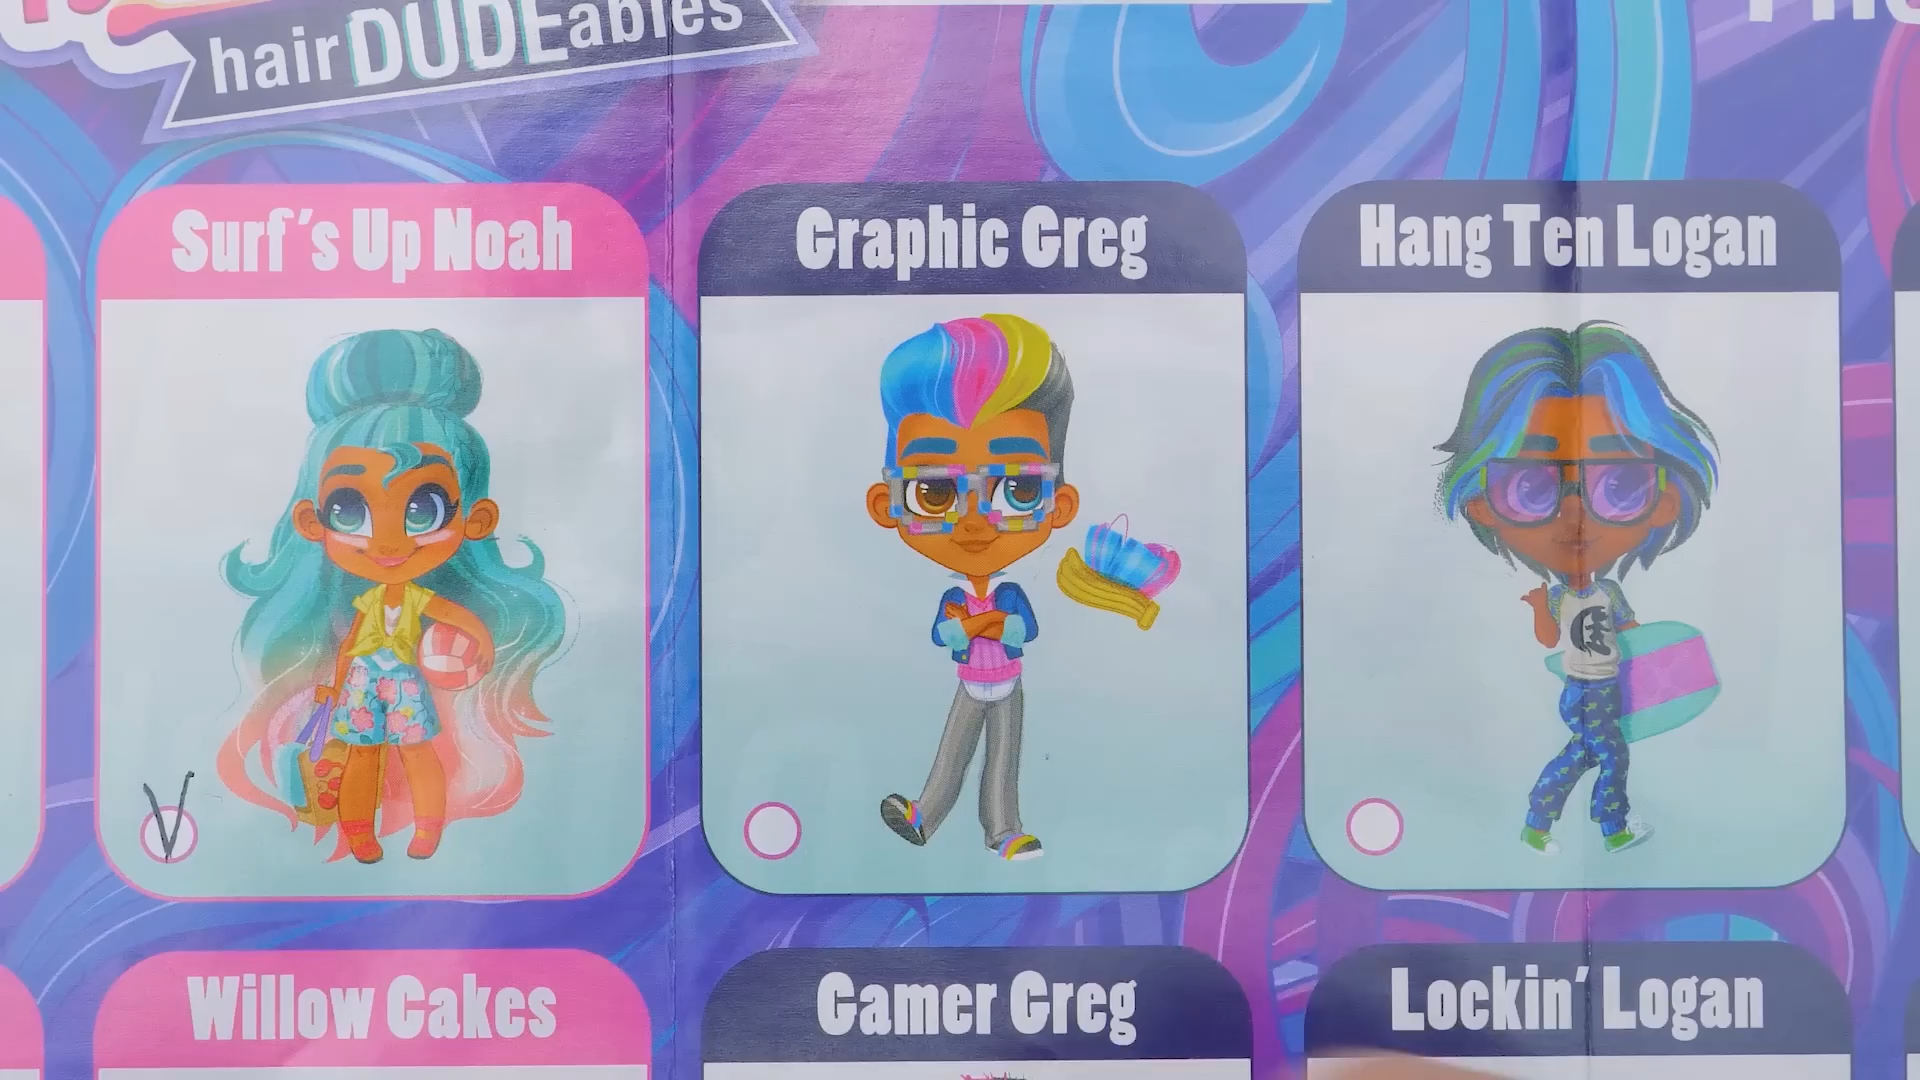 hairDUDEables
Surf's Up Noah
Graphic Greg
Hang Ten Logan
Willow Cakes
Gamer Greg
Lockin' Logan